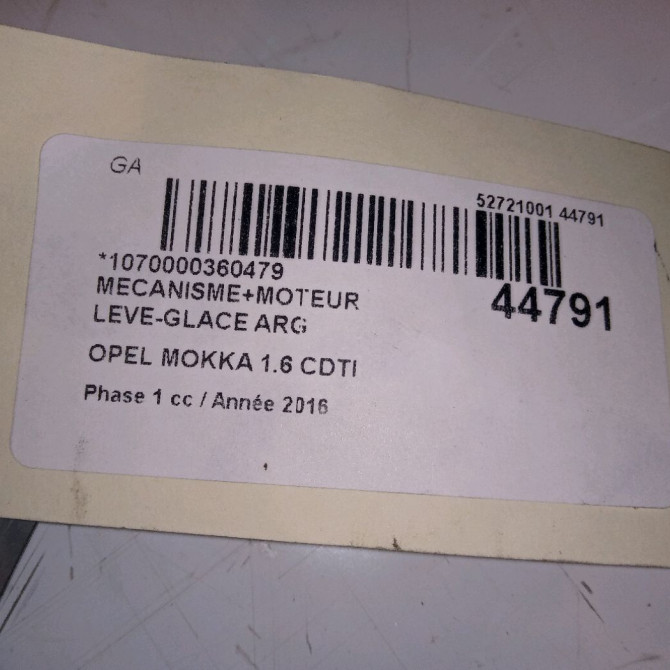 GA
52721001 44791
*1070000360479
44791
MECANISME+MOTEUR
LEVE-GLACE ARG
OPEL MOKKA 1.6 CDTI
Phase 1 cc / Année 2016